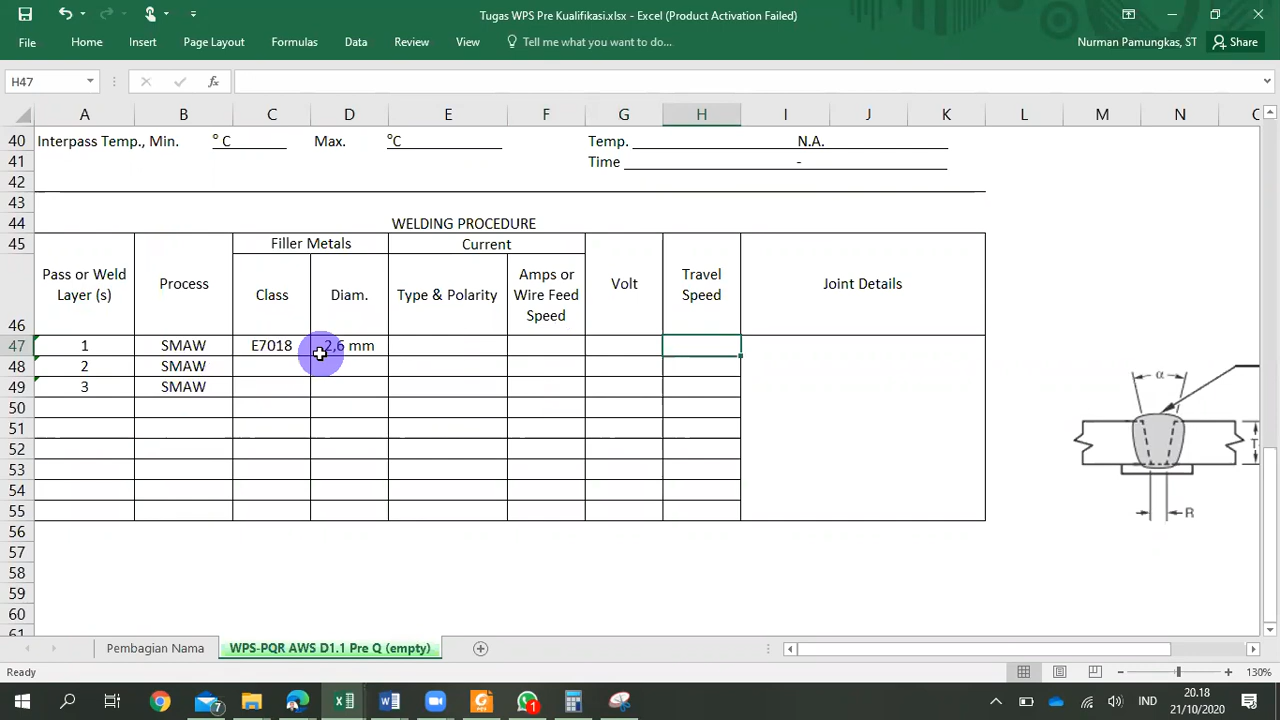 Tugas WPS Pre Kualifikasi.xlsx - Excel (Product Activation Failed)
File Home Insert Page Layout Formulas Data Review View Tell me what you want to do... Nurman Pamungkas, ST Share
H47 fx
A B C D E F G H I J K L M N
40 Interpass Temp., Min. ° C Max. °C Temp. N.A.
41 Time -
42
43
44 WELDING PROCEDURE
45 Filler Metals Current
Pass or Weld Layer (s) Process Class Diam. Type & Polarity Amps or Wire Feed Speed Volt Travel Speed Joint Details
46
47 1 SMAW E7018 2,6 mm
48 2 SMAW
49 3 SMAW
50
51
52
53
54
55
56
57
58
59
60
61
α
T
R
Pembagian Nama WPS-PQR AWS D1.1 Pre Q (empty)
Ready 130%
7 1 IND 20.18
21/10/2020